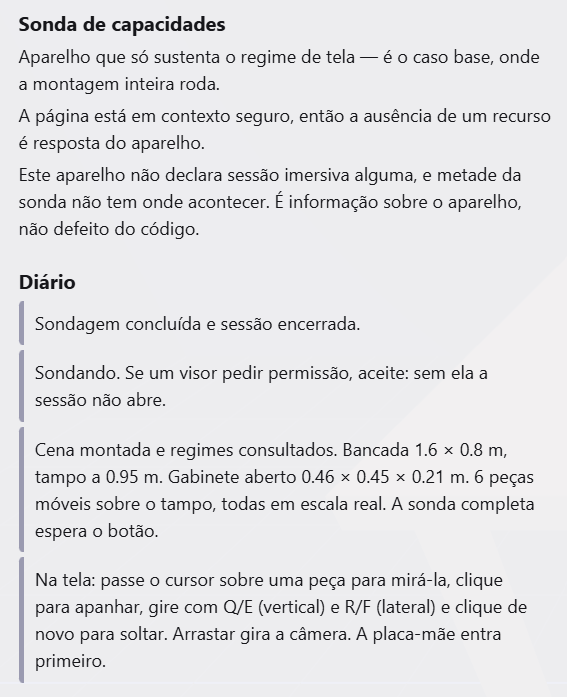 Sonda de capacidades
Aparelho que só sustenta o regime de tela — é o caso base, onde
a montagem inteira roda.
A página está em contexto seguro, então a ausência de um recurso
é resposta do aparelho.
Este aparelho não declara sessão imersiva alguma, e metade da
sonda não tem onde acontecer. É informação sobre o aparelho,
não defeito do código.
Diário
Sondagem concluída e sessão encerrada.
Sondando. Se um visor pedir permissão, aceite: sem ela a
sessão não abre.
Cena montada e regimes consultados. Bancada 1.6 × 0.8 m,
tampo a 0.95 m. Gabinete aberto 0.46 × 0.45 × 0.21 m. 6 peças
móveis sobre o tampo, todas em escala real. A sonda completa
espera o botão.
Na tela: passe o cursor sobre uma peça para mirá-la, clique
para apanhar, gire com Q/E (vertical) e R/F (lateral) e clique de
novo para soltar. Arrastar gira a câmera. A placa-mãe entra
primeiro.